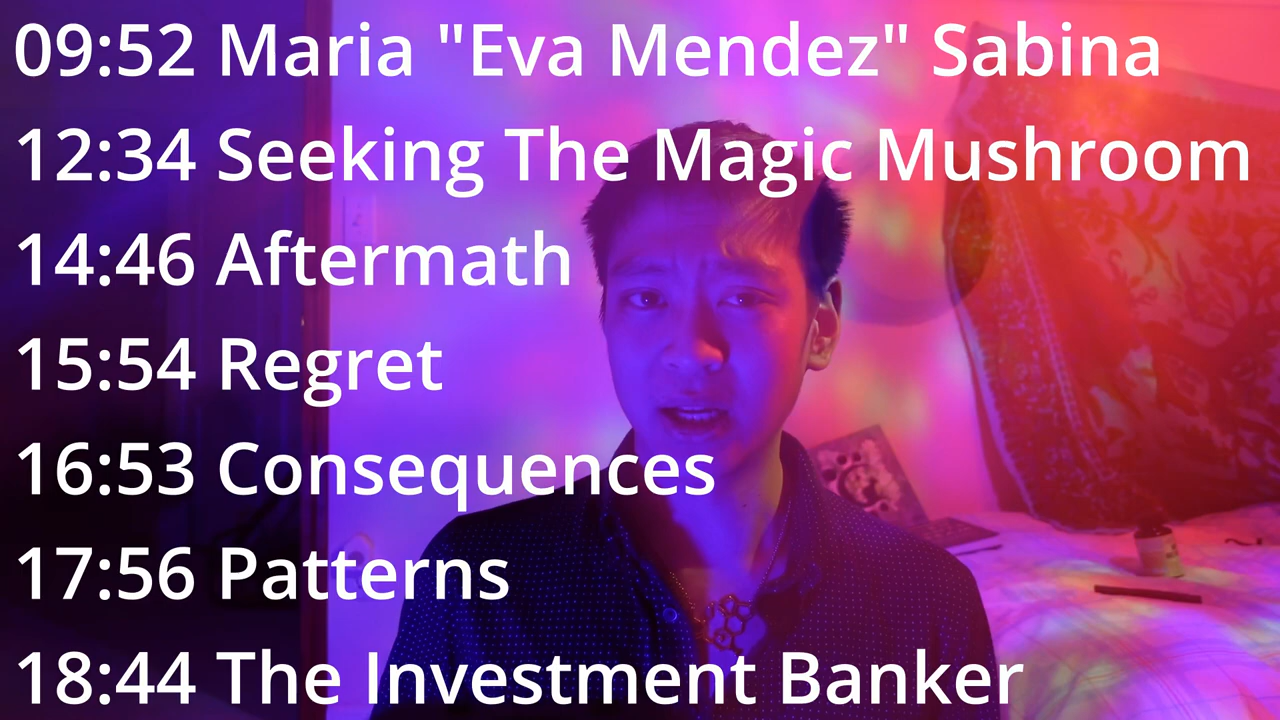 09:52 Maria "Eva Mendez" Sabina
12:34 Seeking The Magic Mushroom
14:46 Aftermath
15:54 Regret
16:53 Consequences
17:56 Patterns
18:44 The Investment Banker